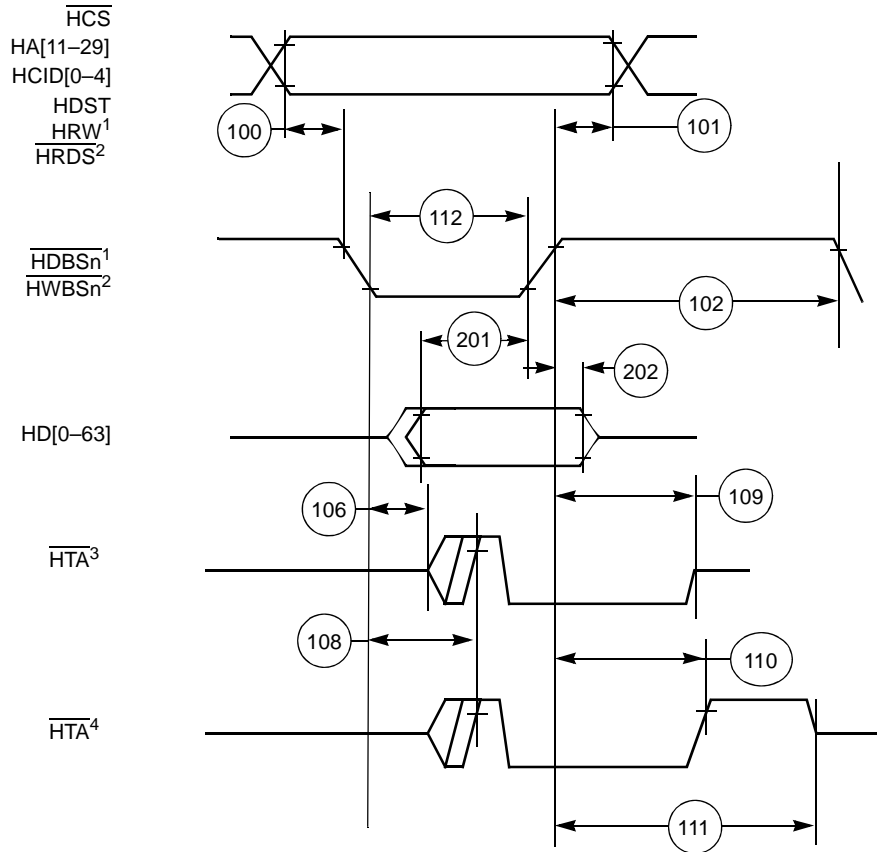 HCS
HA[11–29]
HCID[0–4]
HDST
HRW1
HRDS2
100
101
112
HDBSn1
HWBSn2
102
201
202
HD[0–63]
106
109
HTA3
108
110
HTA4
111